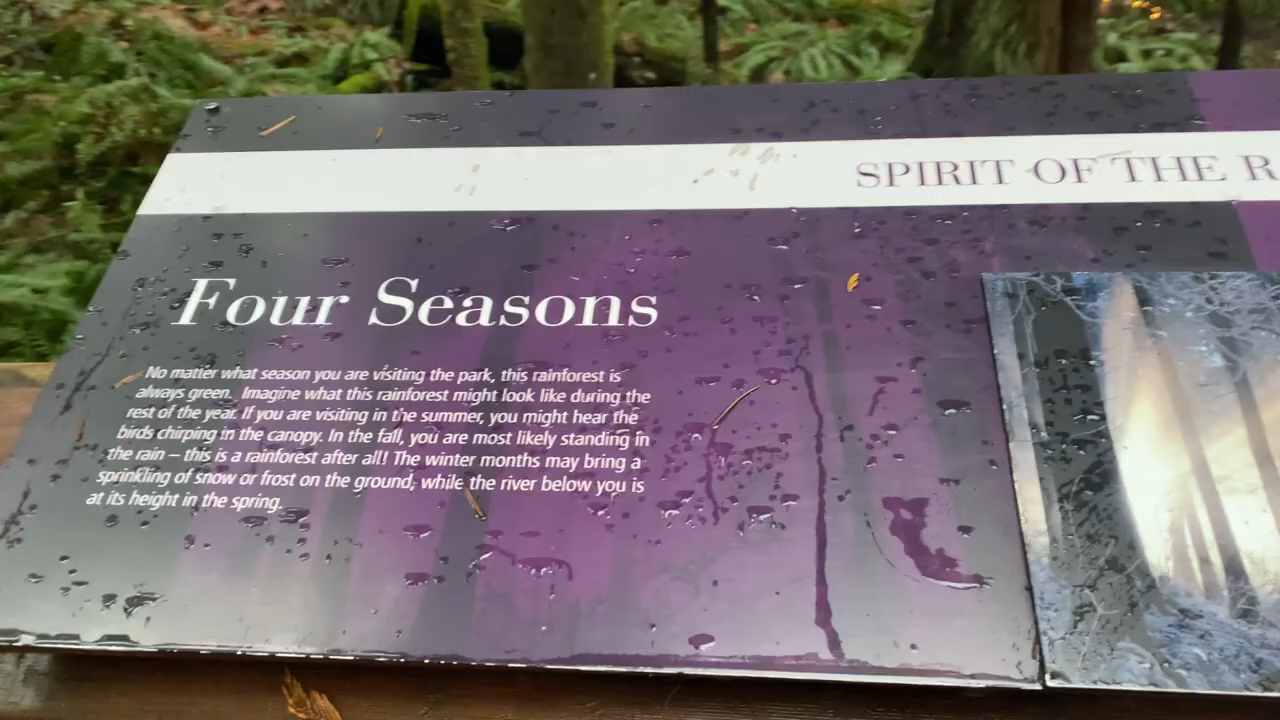 SPIRIT OF THE R
Four Seasons
No matter what season you are visiting the park, this rainforest is
always green. Imagine what this rainforest might look like during the
rest of the year. If you are visiting in the summer, you might hear the
birds chirping in the canopy. In the fall, you are most likely standing in
the rain – this is a rainforest after all! The winter months may bring a
sprinkling of snow or frost on the ground, while the river below you is
at its height in the spring.